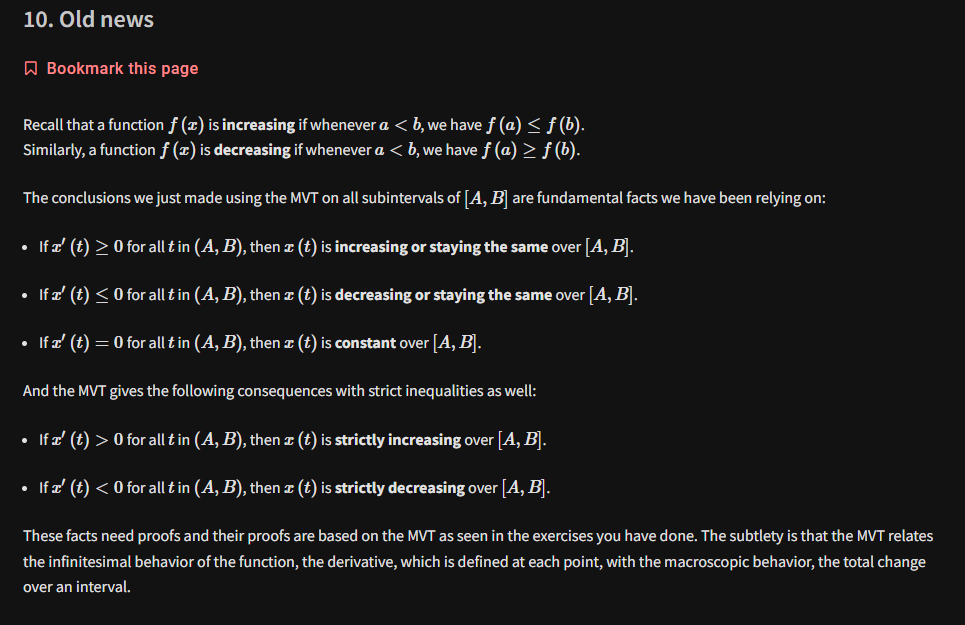 10. Old news
Bookmark this page
Recall that a function f (x) is increasing if whenever a < b, we have f (a) ≤ f (b).
Similarly, a function f (x) is decreasing if whenever a < b, we have f (a) ≥ f (b).
The conclusions we just made using the MVT on all subintervals of [A, B] are fundamental facts we have been relying on:
• If x′ (t) ≥ 0 for all t in (A, B), then x (t) is increasing or staying the same over [A, B].
• If x′ (t) ≤ 0 for all t in (A, B), then x (t) is decreasing or staying the same over [A, B].
• If x′ (t) = 0 for all t in (A, B), then x (t) is constant over [A, B].
And the MVT gives the following consequences with strict inequalities as well:
• If x′ (t) > 0 for all t in (A, B), then x (t) is strictly increasing over [A, B].
• If x′ (t) < 0 for all t in (A, B), then x (t) is strictly decreasing over [A, B].
These facts need proofs and their proofs are based on the MVT as seen in the exercises you have done. The subtlety is that the MVT relates
the infinitesimal behavior of the function, the derivative, which is defined at each point, with the macroscopic behavior, the total change
over an interval.